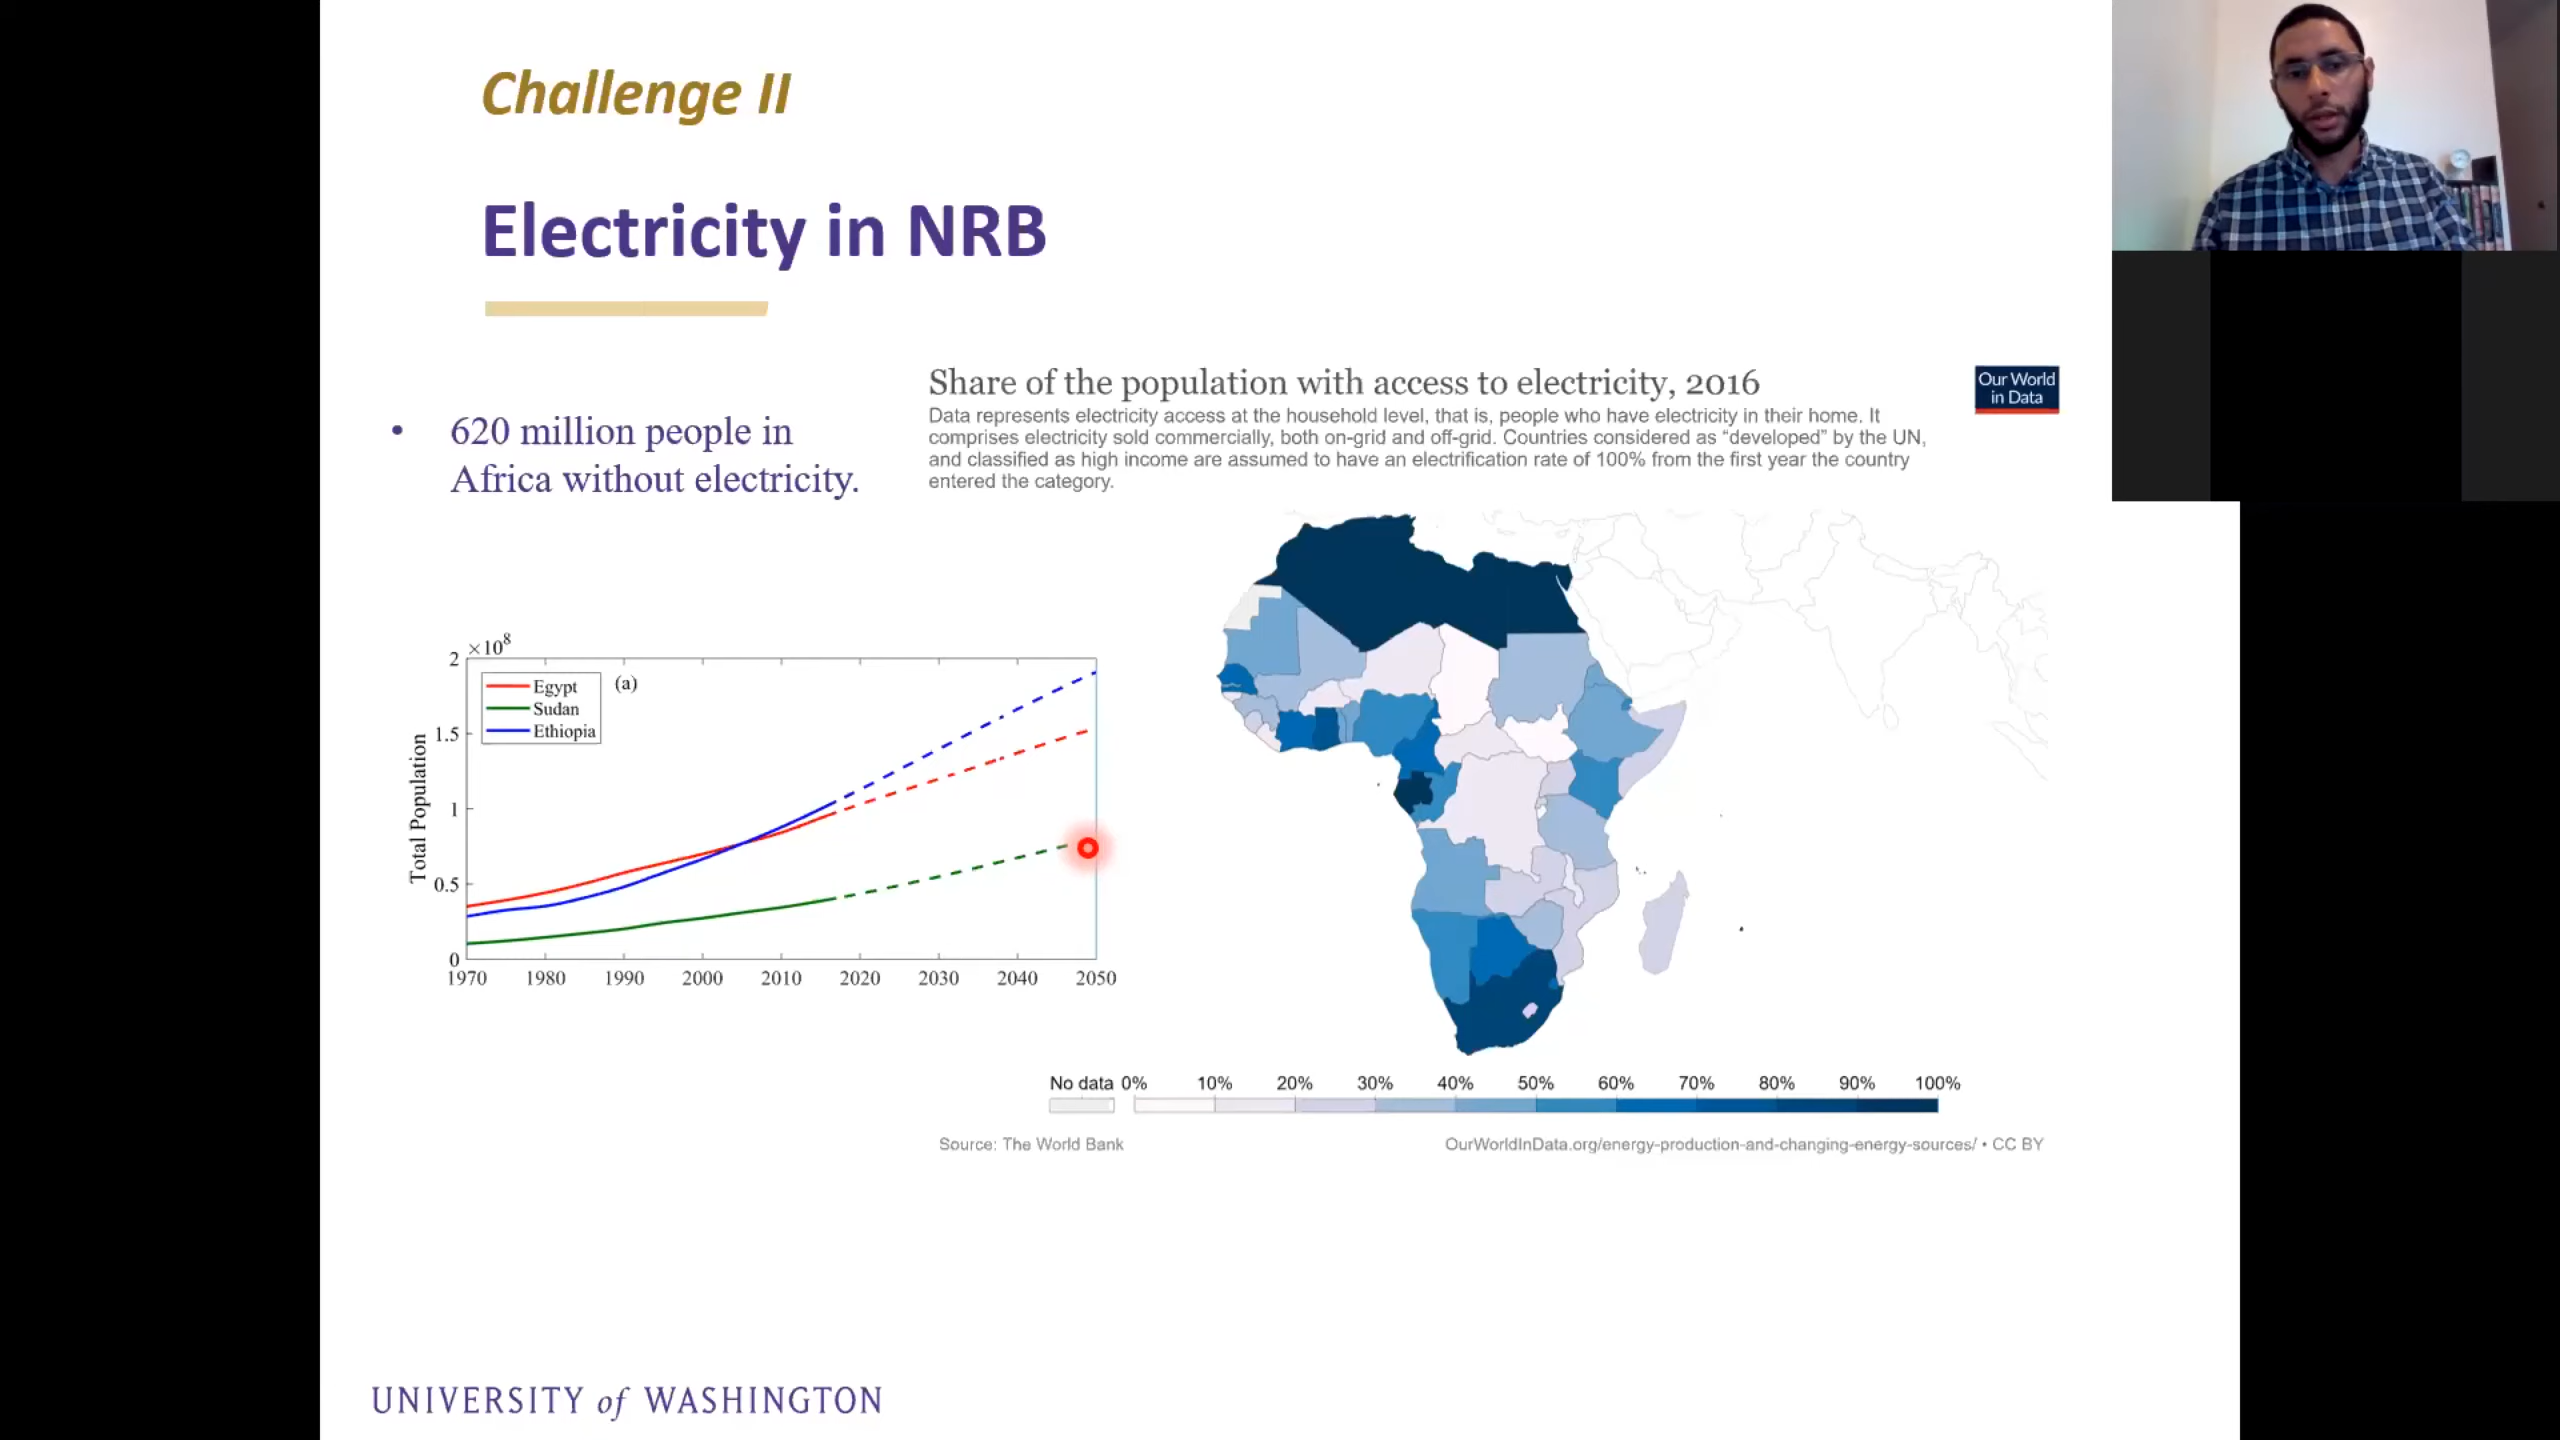 Challenge II
Electricity in NRB
• 620 million people in
Africa without electricity.
Share of the population with access to electricity, 2016
Our World
in Data
Data represents electricity access at the household level, that is, people who have electricity in their home. It
comprises electricity sold commercially, both on-grid and off-grid. Countries considered as “developed” by the UN,
and classified as high income are assumed to have an electrification rate of 100% from the first year the country
entered the category.
×10⁸
2
1.5
1
0.5
0
Total Population
Egypt
Sudan
Ethiopia
(a)
1970 1980 1990 2000 2010 2020 2030 2040 2050
No data 0% 10% 20% 30% 40% 50% 60% 70% 80% 90% 100%
Source: The World Bank
OurWorldInData.org/energy-production-and-changing-energy-sources/ • CC BY
UNIVERSITY of WASHINGTON